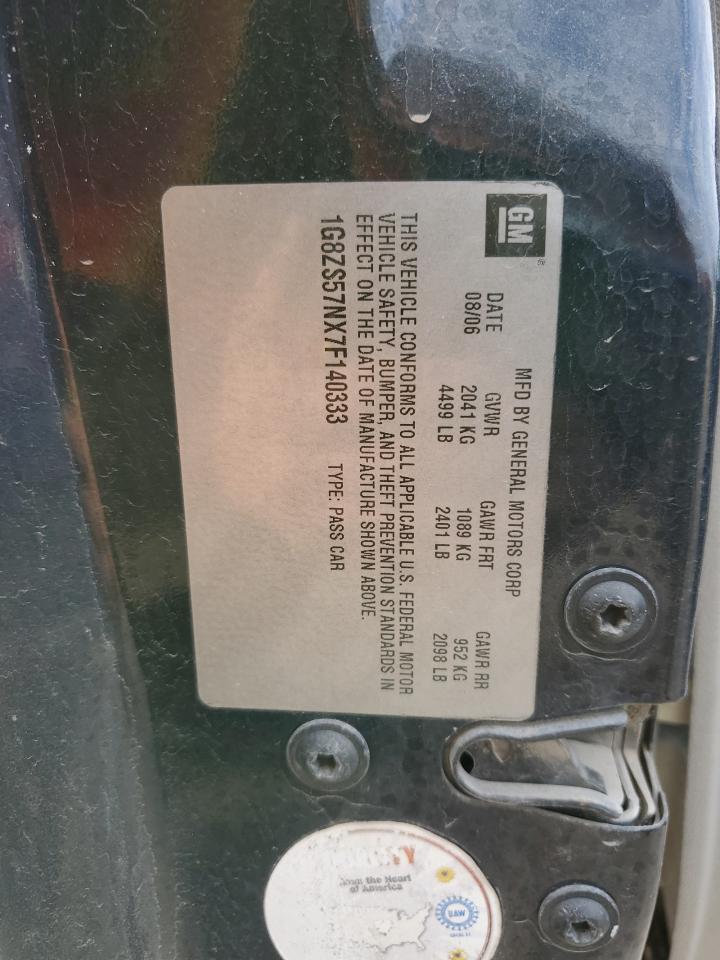 GM
MFD BY GENERAL MOTORS CORP
DATE GVWR GAWR FRT GAWR RR
08/06 2041 KG 1089 KG 952 KG
4499 LB 2401 LB 2098 LB
THIS VEHICLE CONFORMS TO ALL APPLICABLE U.S. FEDERAL MOTOR
VEHICLE SAFETY, BUMPER, AND THEFT PREVENTION STANDARDS IN
EFFECT ON THE DATE OF MANUFACTURE SHOWN ABOVE.
1G8ZS57NX7F140333 TYPE: PASS CAR
the Heart
of America
UAW